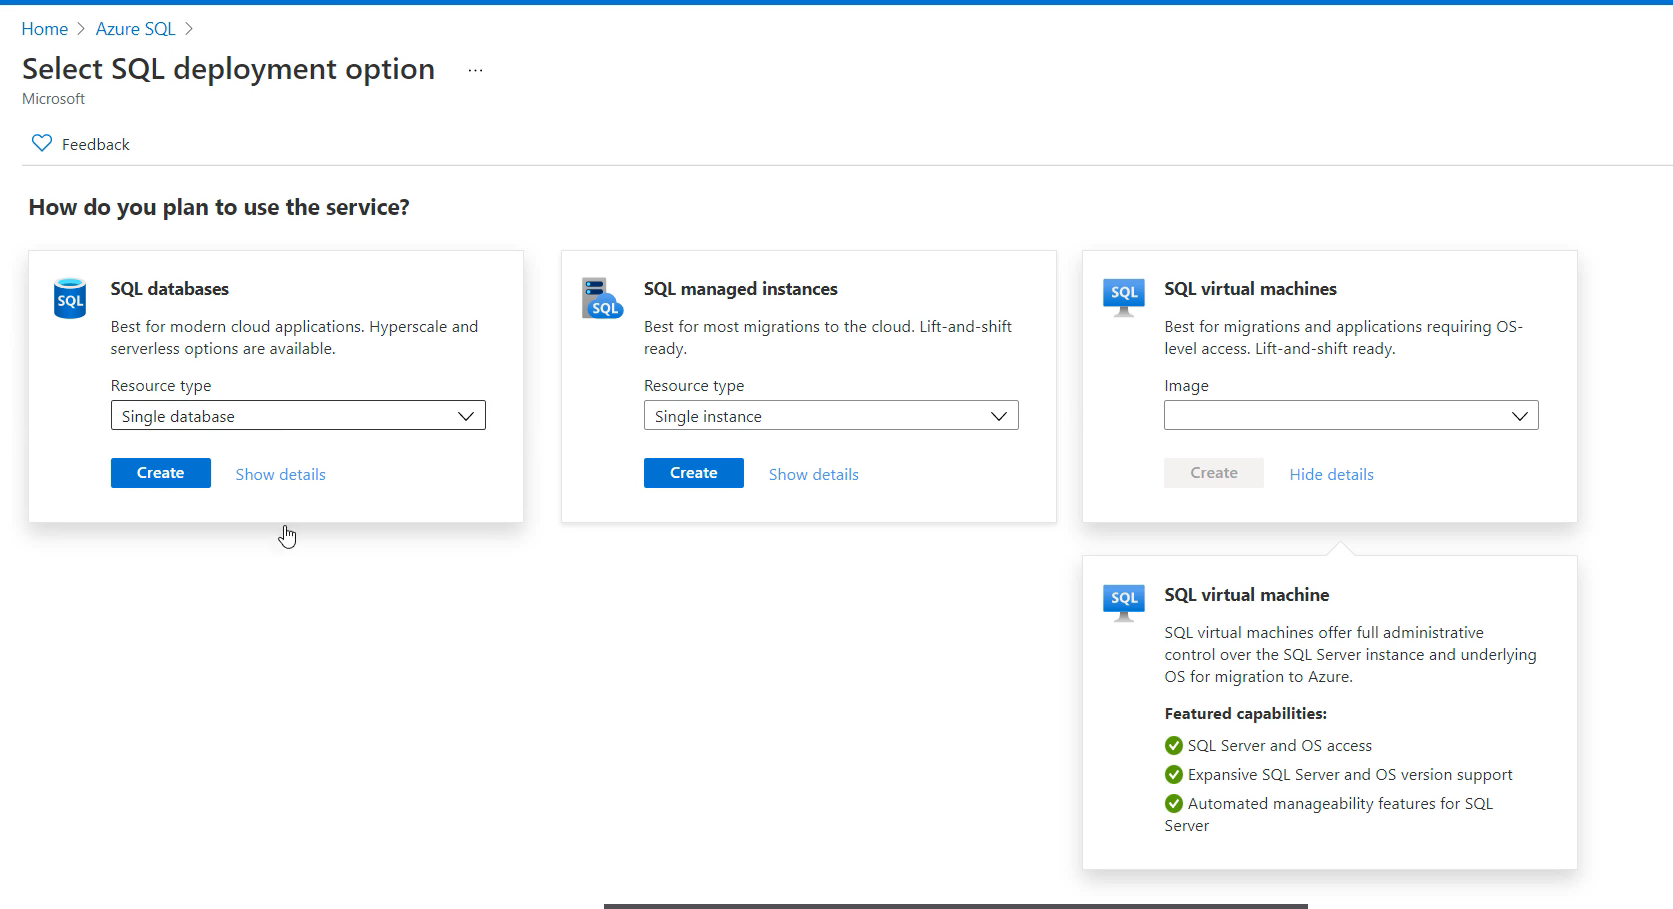 Home > Azure SQL >
Select SQL deployment option ...
Microsoft
Feedback
How do you plan to use the service?
SQL
SQL databases
Best for modern cloud applications. Hyperscale and
serverless options are available.
Resource type
Single database
Create Show details
SQL
SQL managed instances
Best for most migrations to the cloud. Lift-and-shift
ready.
Resource type
Single instance
Create Show details
SQL
SQL virtual machines
Best for migrations and applications requiring OS-
level access. Lift-and-shift ready.
Image
Create Hide details
SQL
SQL virtual machine
SQL virtual machines offer full administrative
control over the SQL Server instance and underlying
OS for migration to Azure.
Featured capabilities:
SQL Server and OS access
Expansive SQL Server and OS version support
Automated manageability features for SQL
Server